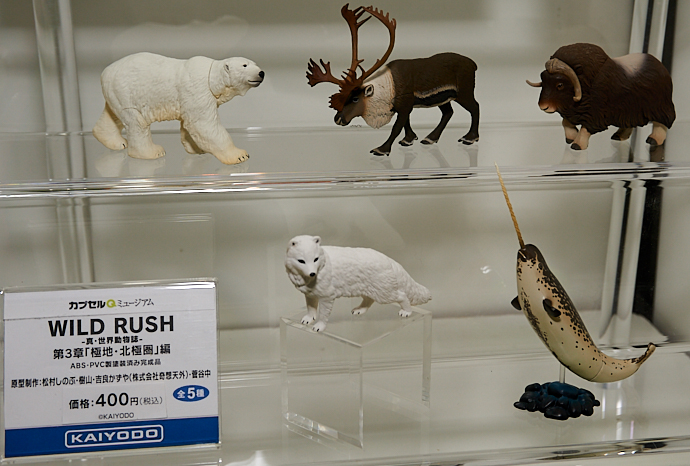 カプセルQミュージアム
WILD RUSH
-真・世界動物誌-
第3章「極地・北極圏」編
ABS・PVC製塗装済み完成品
原型制作:松村しのぶ・樹山・吉良かずや(株式会社奇想天外)・菅谷中
価格:400円(税込)
全5種
©KAIYODO
KAIYODO